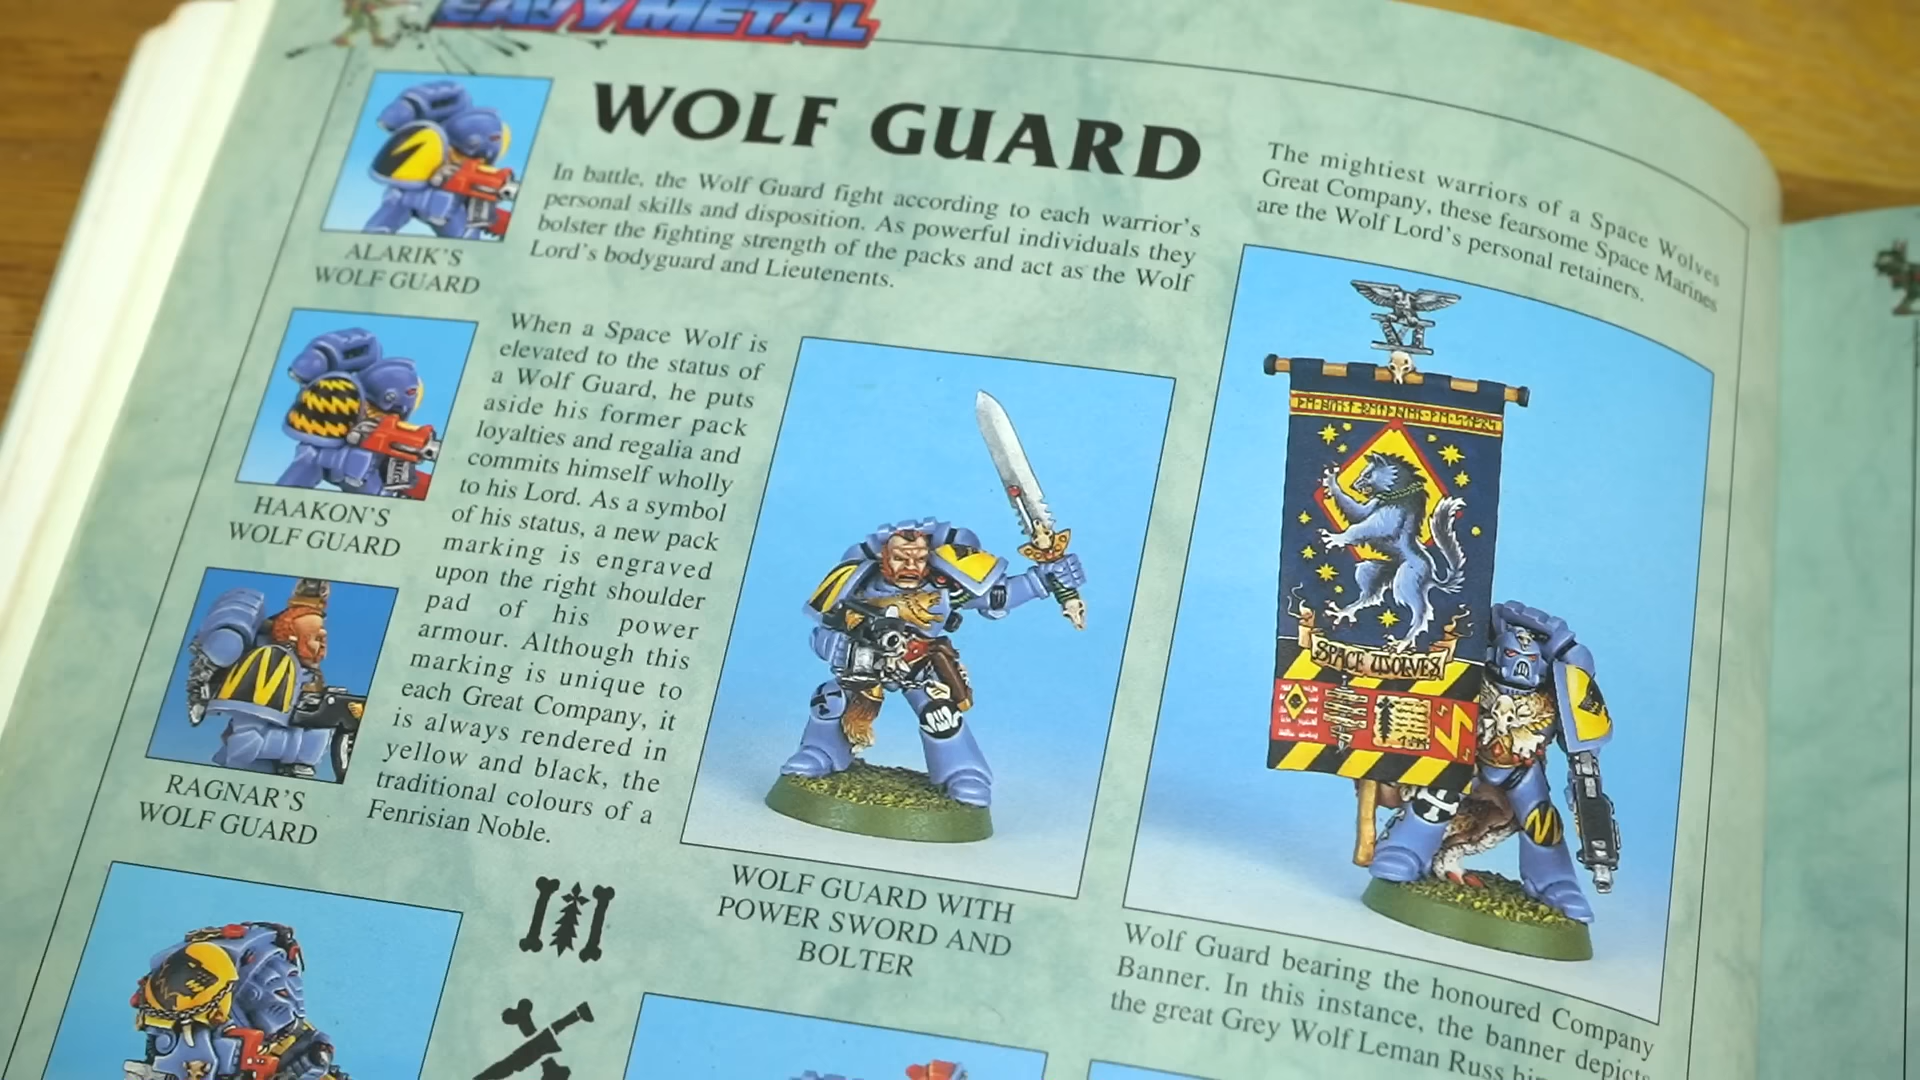 EAVY METAL
WOLF GUARD
In battle, the Wolf Guard fight according to each warrior's
personal skills and disposition. As powerful individuals they
bolster the fighting strength of the packs and act as the Wolf
Lord's bodyguard and Lieutenents.
The mightiest warriors of a Space Wolves
Great Company, these fearsome Space Marines
are the Wolf Lord's personal retainers.
ALARIK'S
WOLF GUARD
HAAKON'S
WOLF GUARD
RAGNAR'S
WOLF GUARD
When a Space Wolf is
elevated to the status of
a Wolf Guard, he puts
aside his former pack
loyalties and regalia and
commits himself wholly
to his Lord. As a symbol
of his status, a new pack
marking is engraved
upon the right shoulder
pad of his power
armour. Although this
marking is unique to
each Great Company, it
is always rendered in
yellow and black, the
traditional colours of a
Fenrisian Noble.
WOLF GUARD WITH
POWER SWORD AND
BOLTER
VI
SPACE WOLVES
Wolf Guard bearing the honoured Company
Banner. In this instance, the banner depicts
the great Grey Wolf Leman Russ